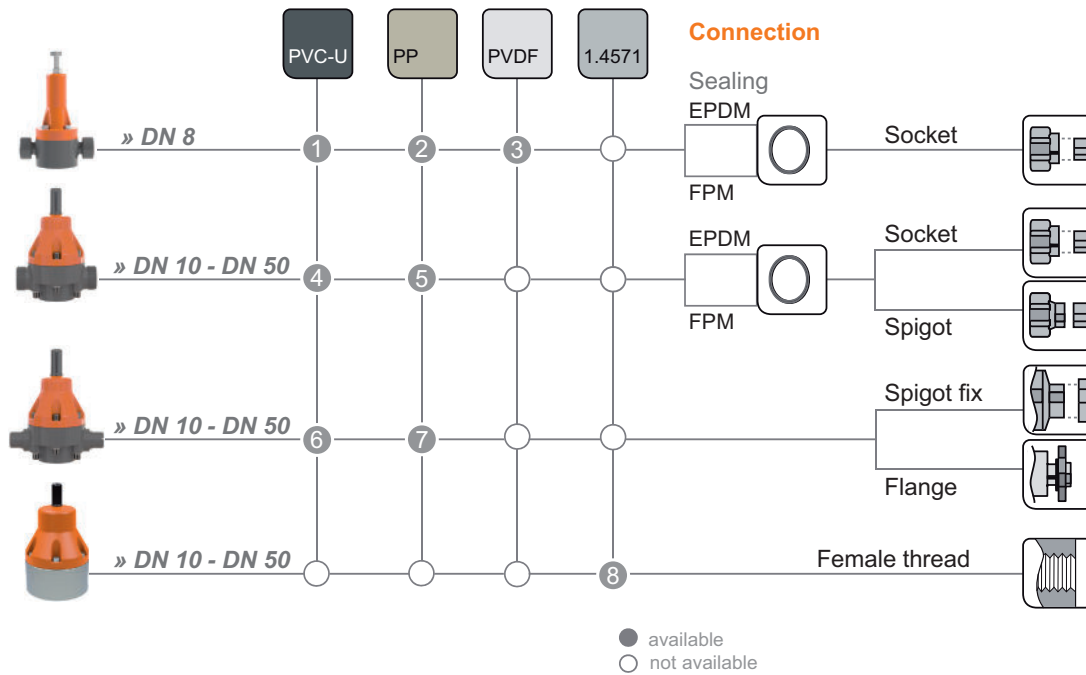 PVC-U PP PVDF 1.4571
Connection
Sealing
» DN 8
1 2 3
EPDM
FPM
Socket
» DN 10 - DN 50
4 5
EPDM
FPM
Socket
Spigot
» DN 10 - DN 50
6 7
Spigot fix
Flange
» DN 10 - DN 50
8
Female thread
available
not available